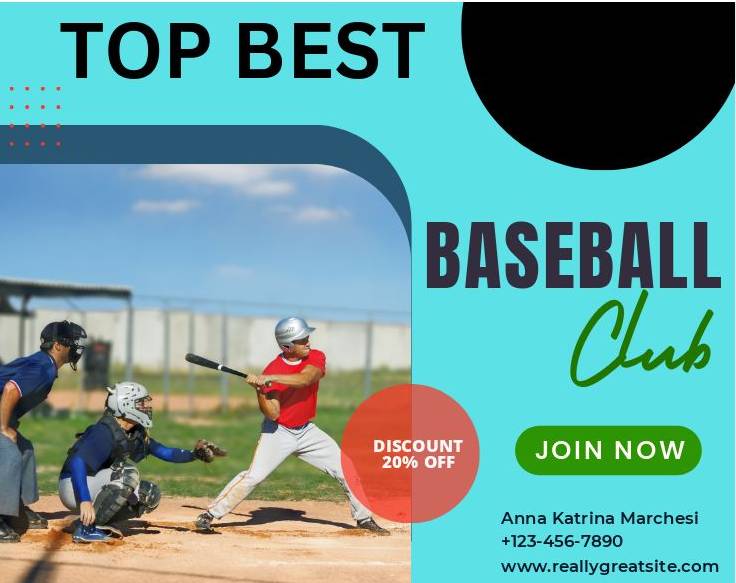 TOP BEST
BASEBALL
Club
DISCOUNT
20% OFF
JOIN NOW
Anna Katrina Marchesi
+123-456-7890
www.reallygreatsite.com